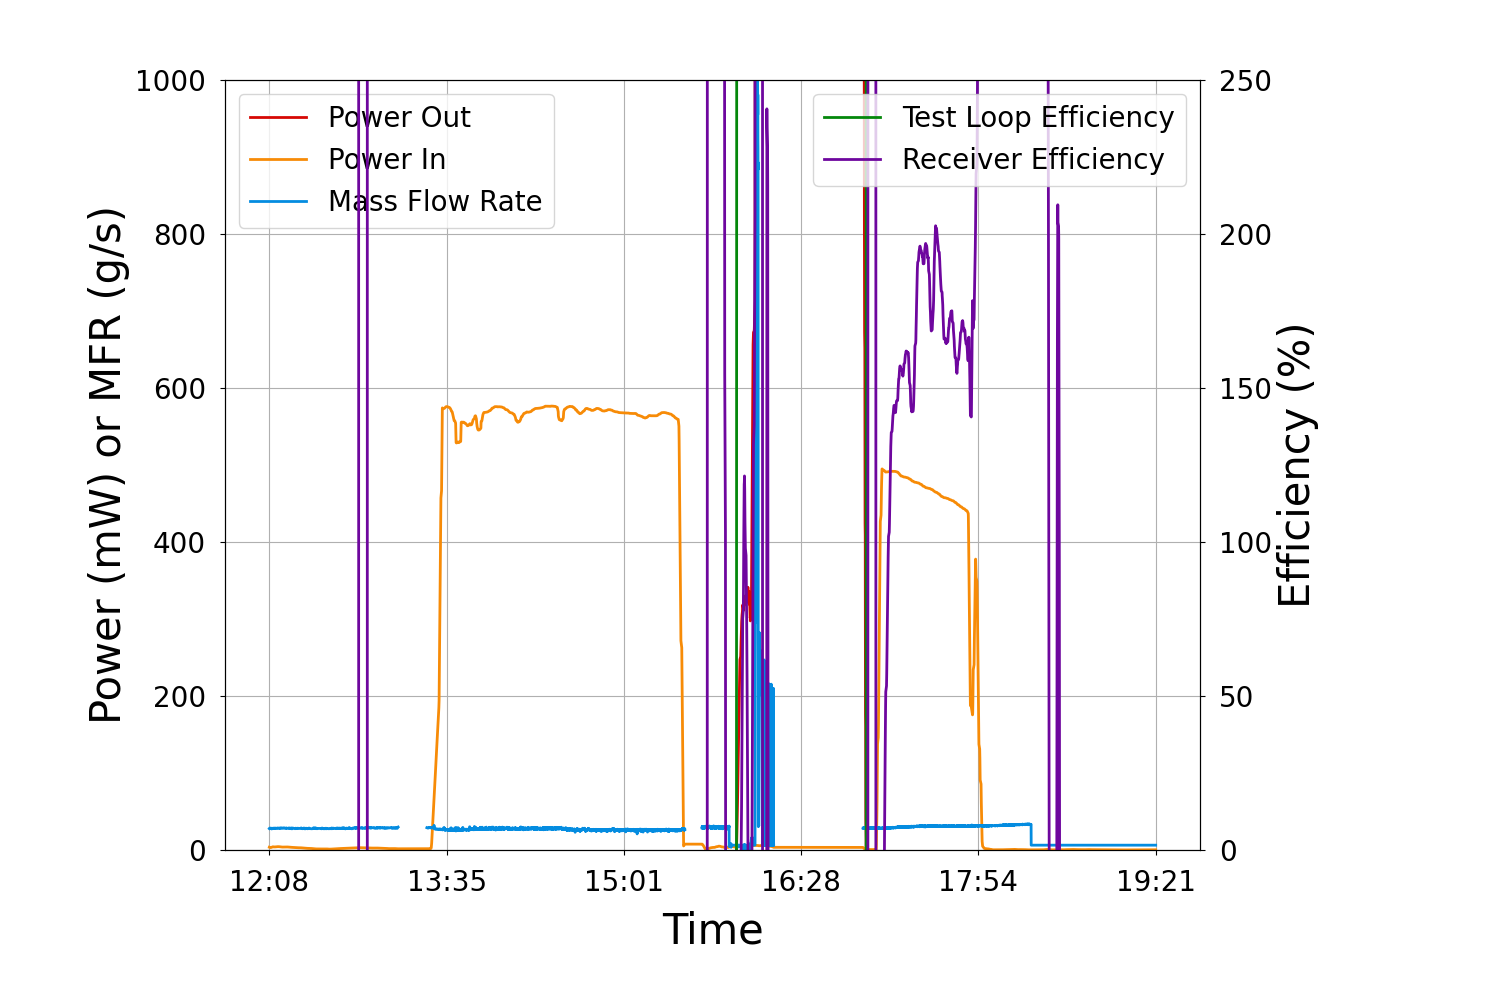 1000
800
600
400
200
0
Power (mW) or MFR (g/s)
Power Out
Power In
Mass Flow Rate
Test Loop Efficiency
Receiver Efficiency
250
200
150
100
50
0
Efficiency (%)
12:08 13:35 15:01 16:28 17:54 19:21
Time